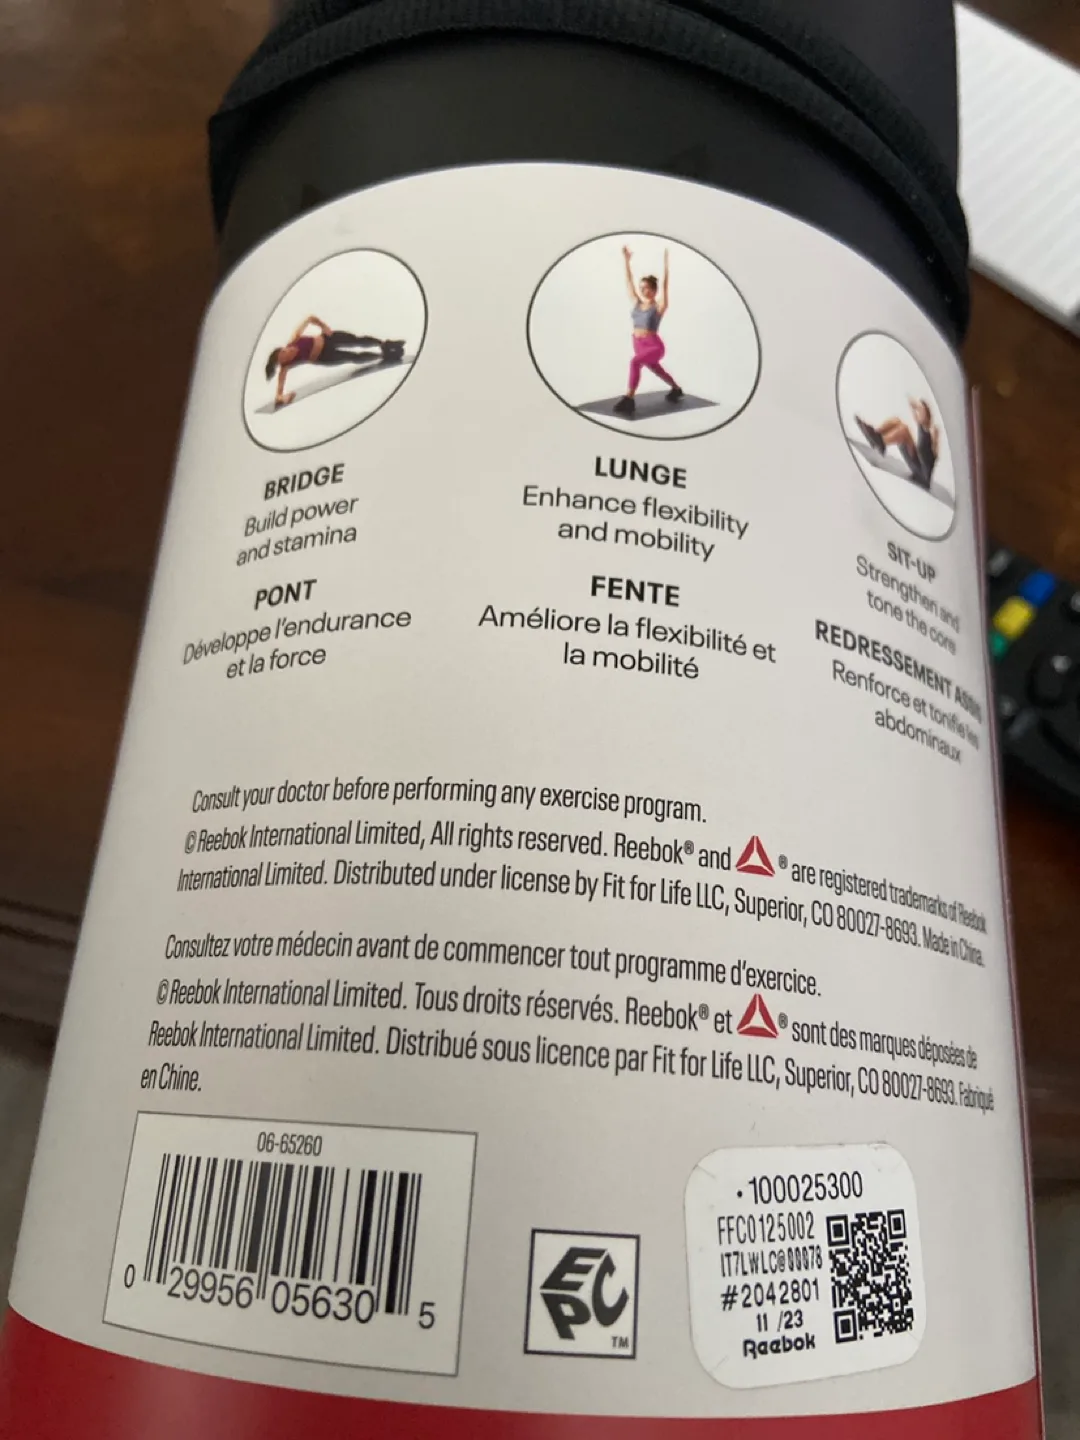 BRIDGE
Build power
and stamina
PONT
Développe l'endurance
et la force
LUNGE
Enhance flexibility
and mobility
FENTE
Améliore la flexibilité et
la mobilité
SIT-UP
Strengthen and
tone the core
REDRESSEMENT
Renforce et tonifie les
abdominaux
Consult your doctor before performing any exercise program.
© Reebok International Limited, All rights reserved. Reebok® and ® are registered trademarks of Reebok
International Limited. Distributed under license by Fit for Life LLC, Superior, CO 80027-8693. Made in China.
Consultez votre médecin avant de commencer tout programme d'exercice.
© Reebok International Limited. Tous droits réservés. Reebok® et ® sont des marques déposées de
Reebok International Limited. Distribué sous licence par Fit for Life LLC, Superior, CO 80027-8693. Fabriqué
en Chine.
06-65260
0 29956 05630 5
EPC
TM
•100025300
FFC0125002
IT7LWLC@00078
#2042801
11 /23
Reebok